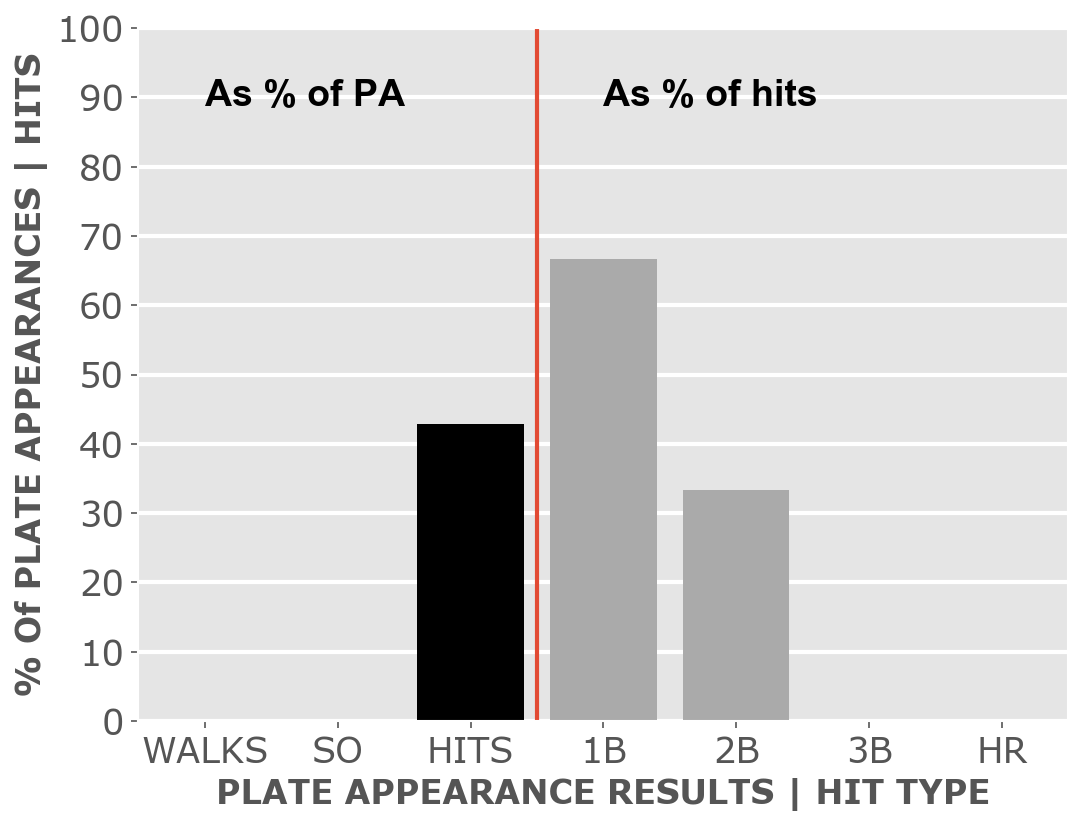 % Of PLATE APPEARANCES | HITS
100
90
80
70
60
50
40
30
20
10
0
As % of PA
As % of hits
WALKS SO HITS 1B 2B 3B HR
PLATE APPEARANCE RESULTS | HIT TYPE